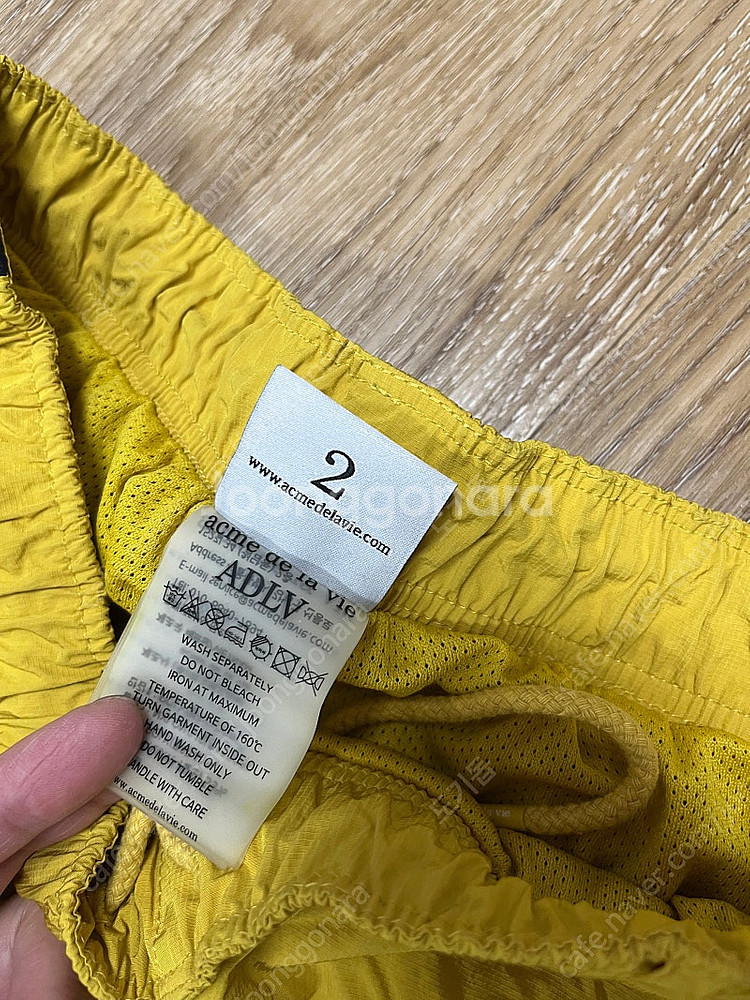 2
www.acmedelavie.com
joonggonara
acme de la vie
ADLV
WASH SEPARATELY
DO NOT BLEACH
IRON AT MAXIMUM
TEMPERATURE OF 160℃
TURN GARMENT INSIDE OUT
HAND WASH ONLY
DO NOT TUMBLE
HANDLE WITH CARE
www.acmedelavie.com